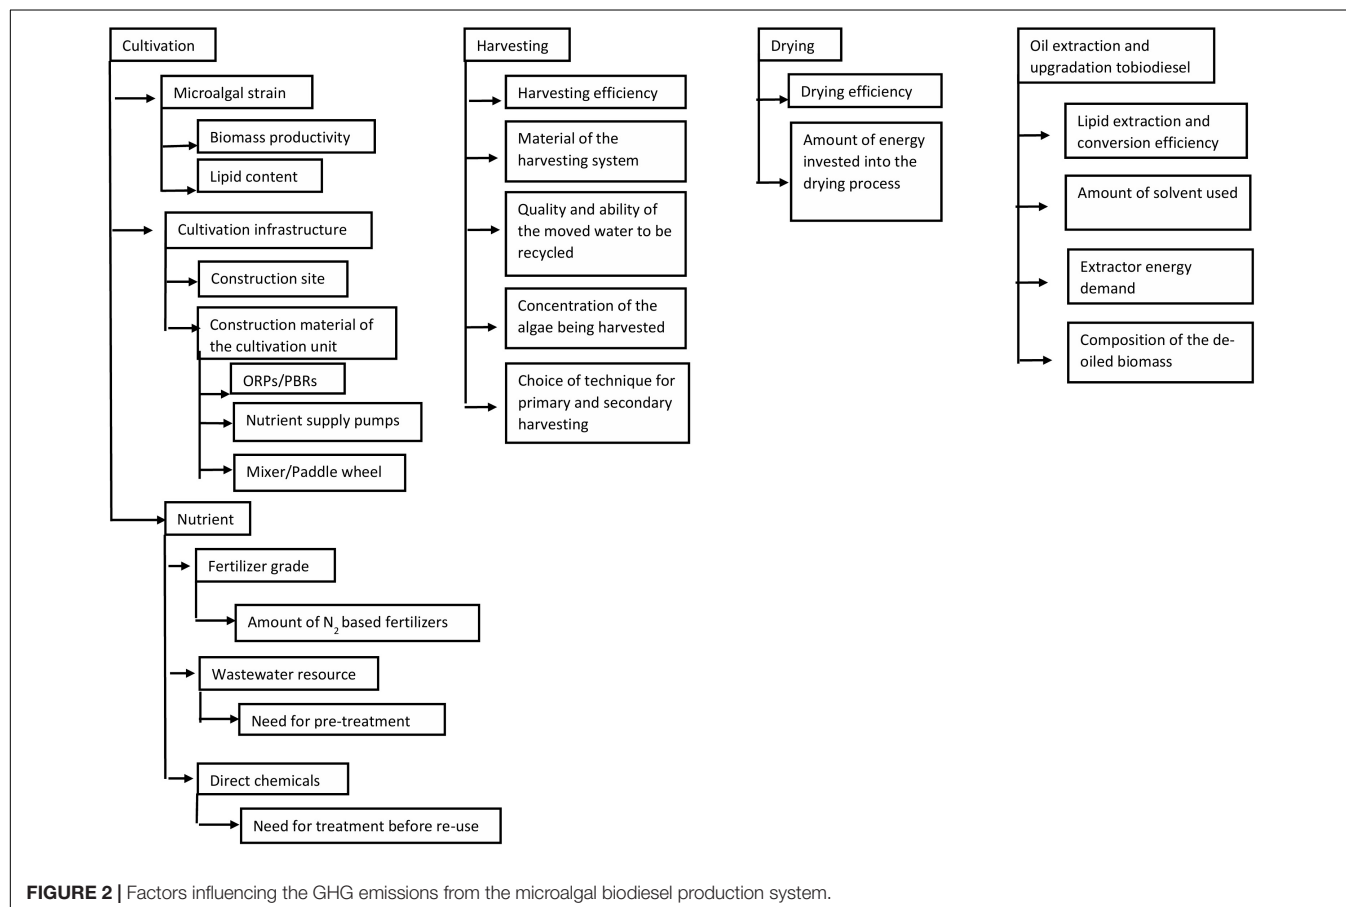 Cultivation
Microalgal strain
Biomass productivity
Lipid content
Cultivation infrastructure
Construction site
Construction material of
the cultivation unit
ORPs/PBRs
Nutrient supply pumps
Mixer/Paddle wheel
Nutrient
Fertilizer grade
Amount of N2 based fertilizers
Wastewater resource
Need for pre-treatment
Direct chemicals
Need for treatment before re-use
Harvesting
Harvesting efficiency
Material of the
harvesting system
Quality and ability of
the moved water to be
recycled
Concentration of the
algae being harvested
Choice of technique for
primary and secondary
harvesting
Drying
Drying efficiency
Amount of energy
invested into the
drying process
Oil extraction and
upgradation tobiodiesel
Lipid extraction and
conversion efficiency
Amount of solvent used
Extractor energy
demand
Composition of the de-
oiled biomass
FIGURE 2 | Factors influencing the GHG emissions from the microalgal biodiesel production system.